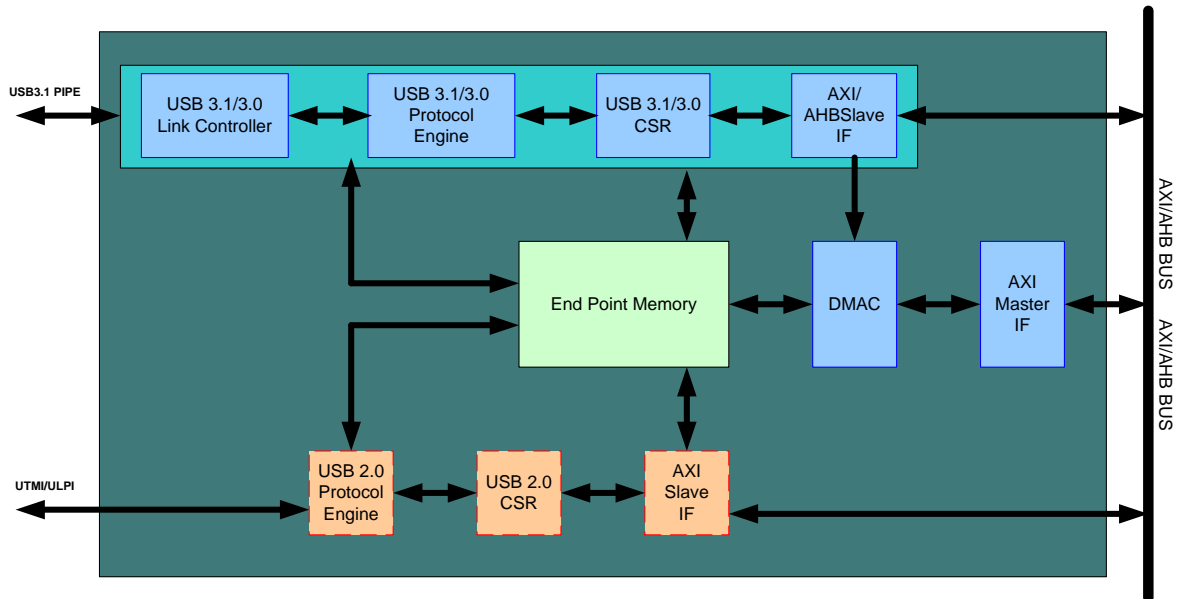 USB3.1 PIPE
USB 3.1/3.0
Link Controller
USB 3.1/3.0
Protocol
Engine
USB 3.1/3.0
CSR
AXI/
AHBSlave
IF
AXI/AHB BUS
End Point Memory
DMAC
AXI
Master
IF
AXI/AHB BUS
UTMI/ULPI
USB 2.0
Protocol
Engine
USB 2.0
CSR
AXI
Slave
IF